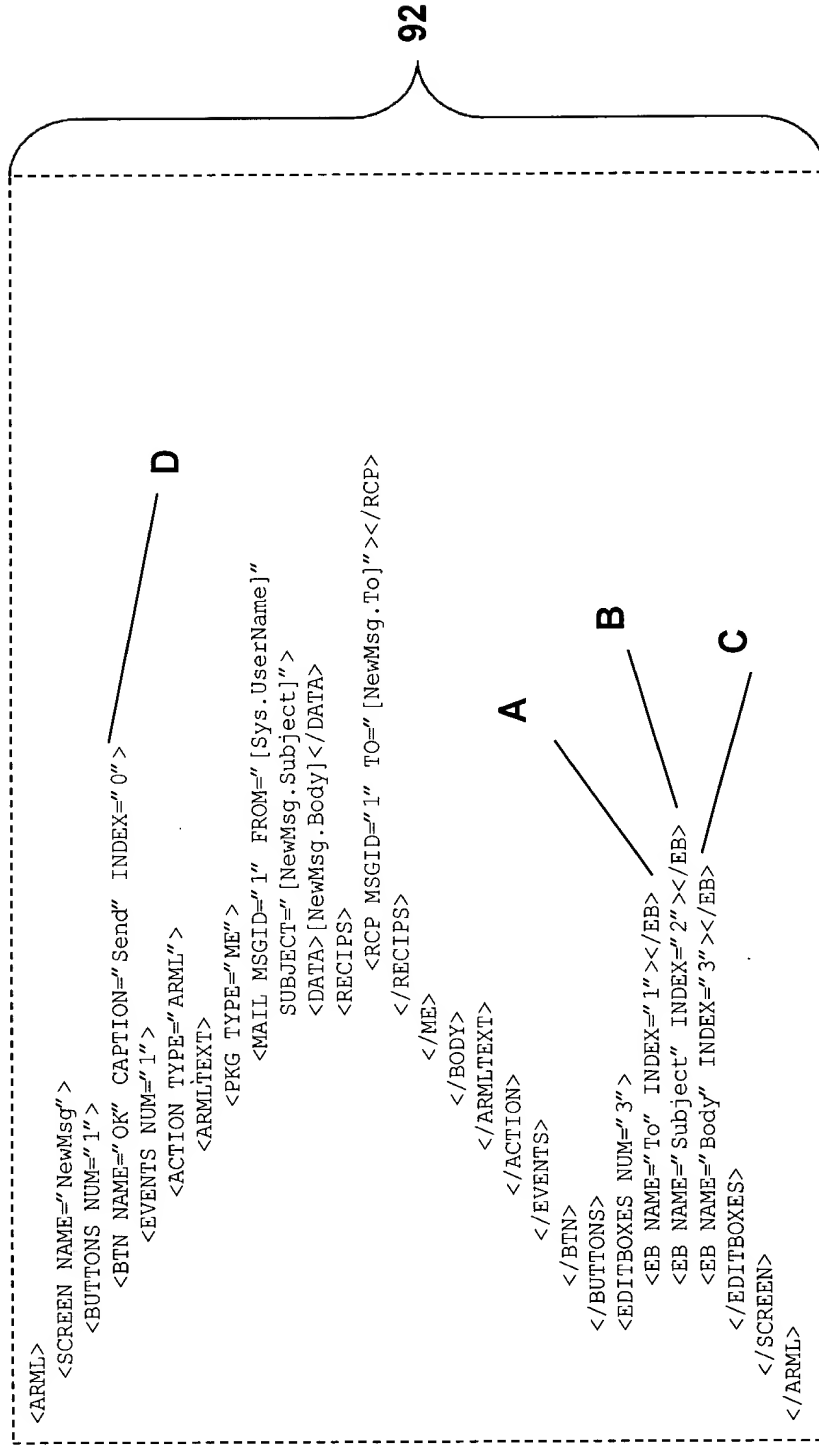 <ARML>
<SCREEN NAME="NewMsg">
<BUTTONS NUM="1">
<BTN NAME="OK" CAPTION="Send" INDEX="0">
<EVENTS NUM="1">
<ACTION TYPE="ARML">
<ARMLTEXT>
<PKG TYPE="ME">
<MAIL MSGID="1" FROM="[Sys.UserName]"
SUBJECT="[NewMsg.Subject]">
<DATA>[NewMsg.Body]</DATA>
<RECIPS>
<RCP MSGID="1" TO="[NewMsg.To]"></RCP>
</RECIPS>
</ME>
</BODY>
</ARMLTEXT>
</ACTION>
</EVENTS>
</BTN>
</BUTTONS>
<EDITBOXES NUM="3">
<EB NAME="To" INDEX="1"></EB>
<EB NAME="Subject" INDEX="2"></EB>
<EB NAME="Body" INDEX="3"></EB>
</EDITBOXES>
</SCREEN>
</ARML>
D
A
B
C
92